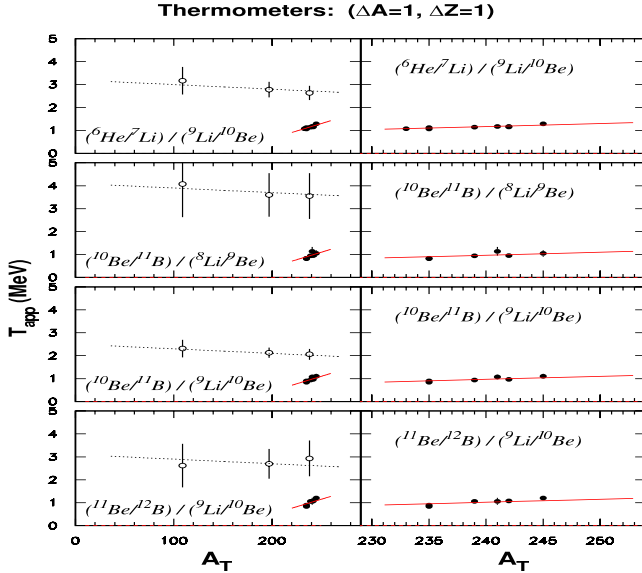 Thermometers: (ΔA=1, ΔZ=1)
5
4
3
2
1
0
(⁶He/⁷Li) / (⁹Li/¹⁰Be)
(⁶He/⁷Li) / (⁹Li/¹⁰Be)
5
4
3
2
1
0
(¹⁰Be/¹¹B) / (⁸Li/⁹Be)
(¹⁰Be/¹¹B) / (⁸Li/⁹Be)
T_app (MeV)
5
4
3
2
1
0
(¹⁰Be/¹¹B) / (⁹Li/¹⁰Be)
(¹⁰Be/¹¹B) / (⁹Li/¹⁰Be)
5
4
3
2
1
0
(¹¹Be/¹²B) / (⁹Li/¹⁰Be)
(¹¹Be/¹²B) / (⁹Li/¹⁰Be)
0 100 200 230 240 250
A_T A_T